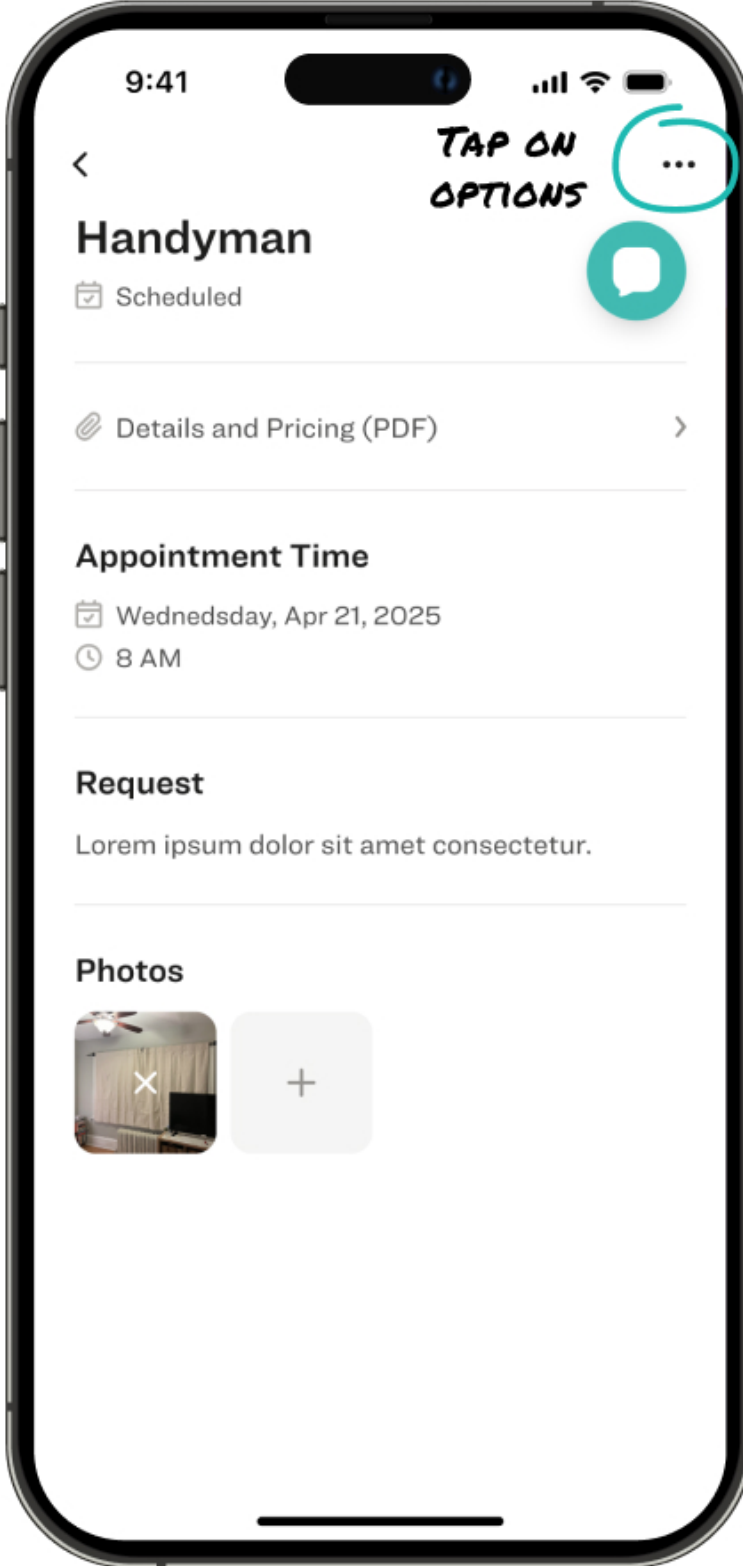 9:41
TAP ON
OPTIONS
Handyman
Scheduled
Details and Pricing (PDF)
Appointment Time
Wednedsday, Apr 21, 2025
8 AM
Request
Lorem ipsum dolor sit amet consectetur.
Photos